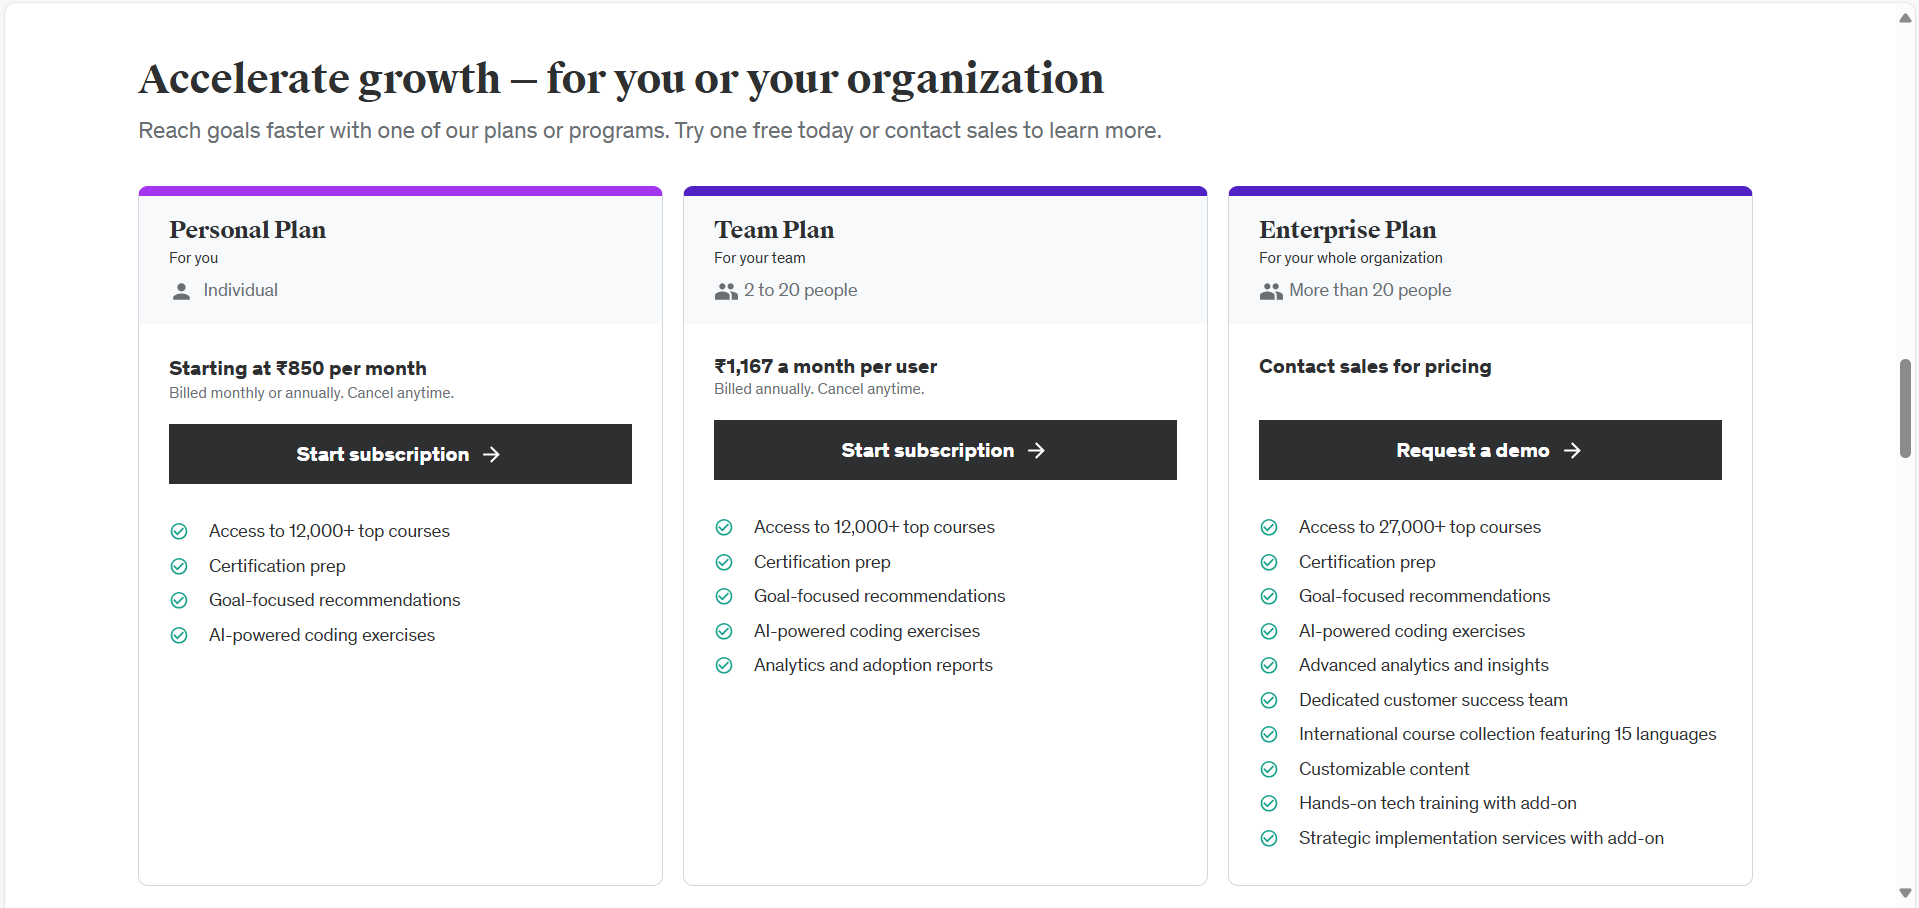 Accelerate growth — for you or your organization
Reach goals faster with one of our plans or programs. Try one free today or contact sales to learn more.
Personal Plan
For you
Individual
Starting at ₹850 per month
Billed monthly or annually. Cancel anytime.
Start subscription
Access to 12,000+ top courses
Certification prep
Goal-focused recommendations
AI-powered coding exercises
Team Plan
For your team
2 to 20 people
₹1,167 a month per user
Billed annually. Cancel anytime.
Start subscription
Access to 12,000+ top courses
Certification prep
Goal-focused recommendations
AI-powered coding exercises
Analytics and adoption reports
Enterprise Plan
For your whole organization
More than 20 people
Contact sales for pricing
Request a demo
Access to 27,000+ top courses
Certification prep
Goal-focused recommendations
AI-powered coding exercises
Advanced analytics and insights
Dedicated customer success team
International course collection featuring 15 languages
Customizable content
Hands-on tech training with add-on
Strategic implementation services with add-on